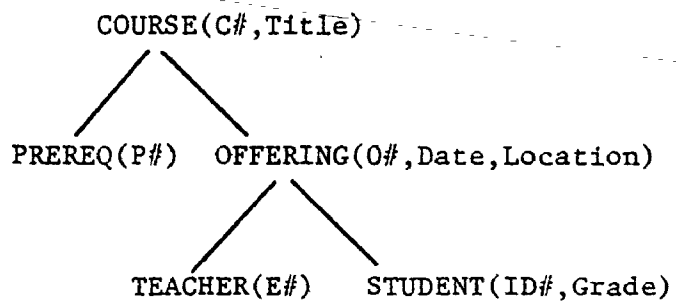 COURSE(C#,Title)
PREREQ(P#) OFFERING(O#,Date,Location)
TEACHER(E#) STUDENT(ID#,Grade)